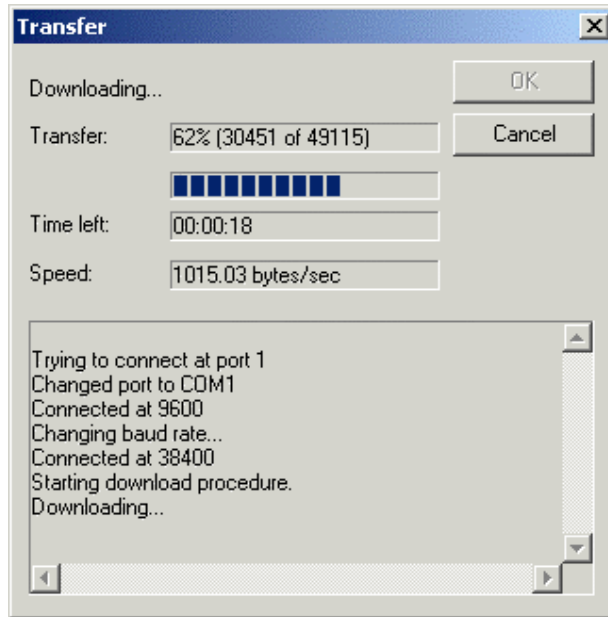 Transfer
Downloading...
OK
Transfer:
62% (30451 of 49115)
Cancel
Time left:
00:00:18
Speed:
1015.03 bytes/sec
Trying to connect at port 1
Changed port to COM1
Connected at 9600
Changing baud rate...
Connected at 38400
Starting download procedure.
Downloading...